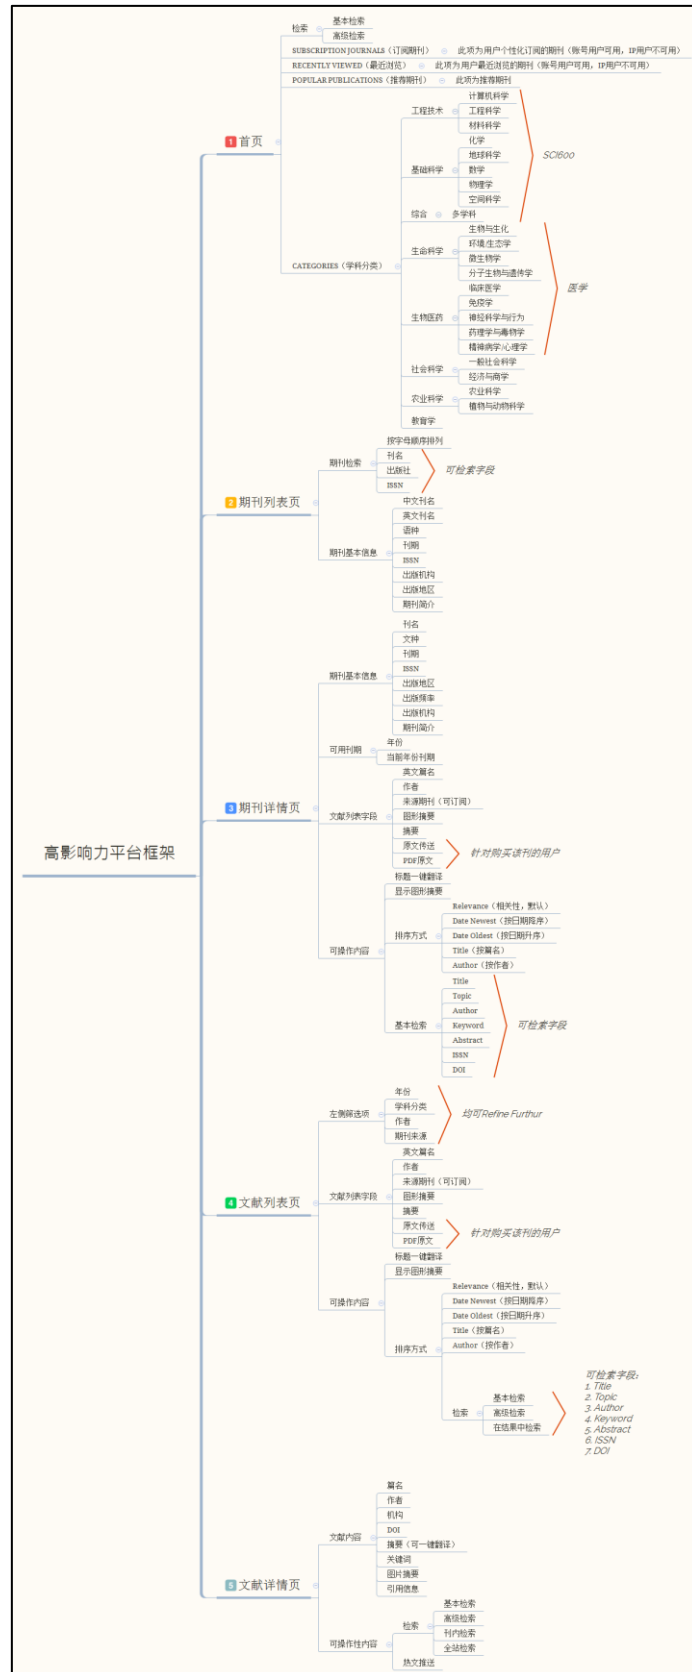 高影响力平台框架
1 首页
检索
基本检索
高级检索
SUBSCRIPTION JOURNALS（订阅期刊） 此项为用户个性化订阅的期刊（账号用户可用，IP用户不可用）
RECENTLY VIEWED（最近浏览） 此项为用户最近浏览的期刊（账号用户可用，IP用户不可用）
POPULAR PUBLICATIONS（推荐期刊） 此项为推荐期刊
CATEGORIES（学科分类）
工程技术
计算机科学
工程科学
材料科学
基础科学
化学
地球科学
数学
物理学
空间科学
综合 多学科
SCI600
生命科学
生物与生化
环境/生态学
微生物学
分子生物与遗传学
生物医药
临床医学
免疫学
神经科学与行为
药理学与毒物学
精神病学/心理学
医学
社会科学
一般社会科学
经济与商学
农业科学
农业科学
植物与动物科学
教育学
2 期刊列表页
期刊检索
按字母顺序排列
刊名
出版社
ISSN
可检索字段
期刊基本信息
中文刊名
英文刊名
语种
刊期
ISSN
出版机构
出版地区
期刊简介
3 期刊详情页
期刊基本信息
刊名
文种
刊期
ISSN
出版地区
出版频率
出版机构
期刊简介
可用刊期
年份
当前年份刊期
文献列表字段
英文篇名
作者
来源期刊（可订阅）
图形摘要
摘要
原文传送
PDF原文
针对购买该刊的用户
可操作内容
标题一键翻译
显示图形摘要
排序方式
Relevance（相关性，默认）
Date Newest（按日期降序）
Date Oldest（按日期升序）
Title（按篇名）
Author（按作者）
基本检索
Title
Topic
Author
Keyword
Abstract
ISSN
DOI
可检索字段
4 文献列表页
左侧筛选项
年份
学科分类
作者
期刊来源
均可Refine Furthur
文献列表字段
英文篇名
作者
来源期刊（可订阅）
图形摘要
摘要
原文传送
PDF原文
针对购买该刊的用户
可操作内容
标题一键翻译
显示图形摘要
排序方式
Relevance（相关性，默认）
Date Newest（按日期降序）
Date Oldest（按日期升序）
Title（按篇名）
Author（按作者）
检索
基本检索
高级检索
在结果中检索
可检索字段：
1. Title
2. Topic
3. Author
4. Keyword
5. Abstract
6. ISSN
7. DOI
5 文献详情页
文献内容
篇名
作者
机构
DOI
摘要（可一键翻译）
关键词
图片摘要
引用信息
可操作性内容
检索
基本检索
高级检索
刊内检索
全站检索
热文推送